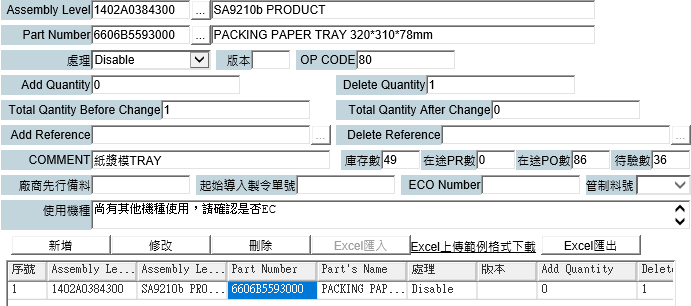 Assembly Level 1402A0384300 ... SA9210b PRODUCT
Part Number 6606B5593000 ... PACKING PAPER TRAY 320*310*78mm
處理 Disable 版本 OP CODE 80
Add Quantity 0 Delete Quantity 1
Total Qantity Before Change 1 Total Qantity After Change 0
Add Reference ... Delete Reference ...
COMMENT 紙漿模TRAY 庫存數 49 在途PR數 0 在途PO數 86 待驗數 36
廠商先行備料 起始導入製令單號 ECO Number 管制料號
使用機種 尚有其他機種使用，請確認是否EC
新增 修改 刪除 Excel匯入 Excel上傳範例格式下載 Excel匯出
序號 Assembly Le... Assembly Le... Part Number Part's Name 處理 版本 Add Quantity Delet
1 1402A0384300 SA9210b PRO... 6606B5593000 PACKING PAP... Disable 0 1